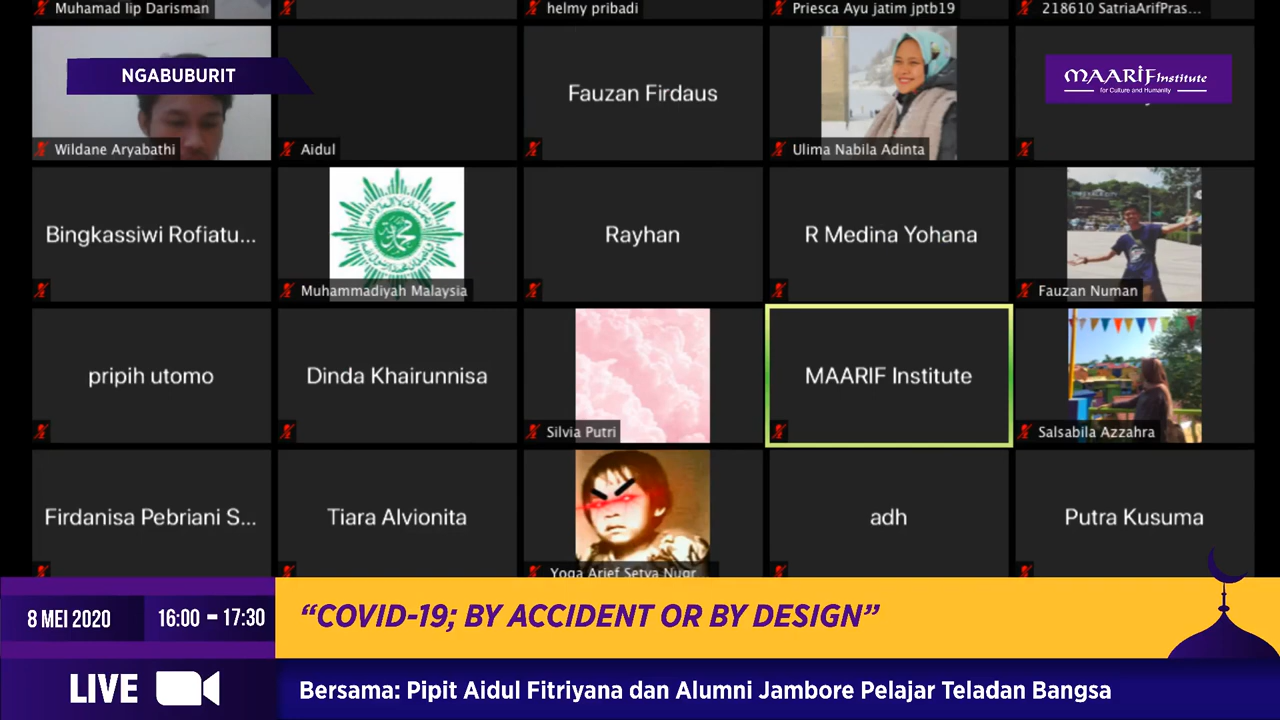 Muhamad Iip Darisman
helmy pribadi
Priesca Ayu jatim jptb19
218610 SatriaArifPras...
NGABUBURIT
Wildane Aryabathi
Aidul
Fauzan Firdaus
Ulima Nabila Adinta
MAARIF Institute
for Culture and Humanity
Bingkassiwi Rofiatu...
Muhammadiyah Malaysia
Rayhan
R Medina Yohana
Fauzan Numan
pripih utomo
Dinda Khairunnisa
Silvia Putri
MAARIF Institute
Salsabila Azzahra
Firdanisa Pebriani S...
Tiara Alvionita
Yoga Arief Setya Nugr...
adh
Putra Kusuma
8 MEI 2020
16:00 - 17:30
“COVID-19; BY ACCIDENT OR BY DESIGN”
LIVE
Bersama: Pipit Aidul Fitriyana dan Alumni Jambore Pelajar Teladan Bangsa